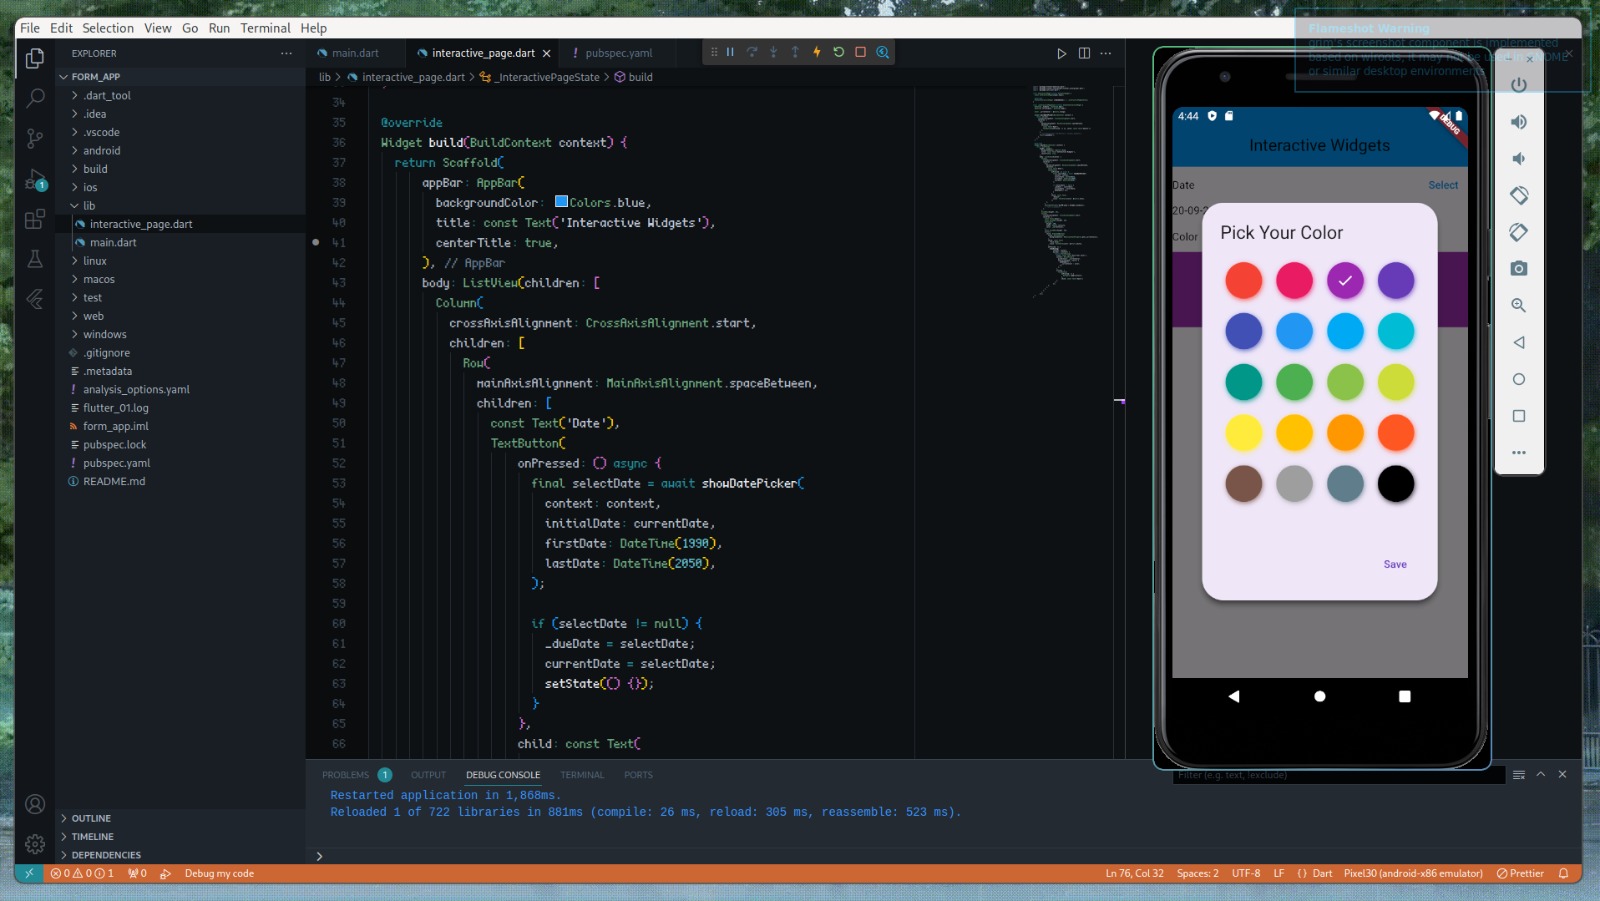 File Edit Selection View Go Run Terminal Help
Flameshot Warning
grim's screenshot component is implemented
based on wlroots, it may not be used in GNOME
or similar desktop environments
EXPLORER
FORM_APP
.dart_tool
.idea
.vscode
android
build
ios
lib
interactive_page.dart
main.dart
linux
macos
test
web
windows
.gitignore
.metadata
analysis_options.yaml
flutter_01.log
form_app.iml
pubspec.lock
pubspec.yaml
README.md
OUTLINE
TIMELINE
DEPENDENCIES
main.dart interactive_page.dart ! pubspec.yaml
lib > interactive_page.dart > _InteractivePageState > build
34
35 @override
36 Widget build(BuildContext context) {
37 return Scaffold(
38 appBar: AppBar(
39 backgroundColor: Colors.blue,
40 title: const Text('Interactive Widgets'),
41 centerTitle: true,
42 ), // AppBar
43 body: ListView(children: [
44 Column(
45 crossAxisAlignment: CrossAxisAlignment.start,
46 children: [
47 Row(
48 mainAxisAlignment: MainAxisAlignment.spaceBetween,
49 children: [
50 const Text('Date'),
51 TextButton(
52 onPressed: () async {
53 final selectDate = await showDatePicker(
54 context: context,
55 initialDate: currentDate,
56 firstDate: DateTime(1990),
57 lastDate: DateTime(2050),
58 );
59
60 if (selectDate != null) {
61 _dueDate = selectDate;
62 currentDate = selectDate;
63 setState(() {});
64 }
65 },
66 child: const Text(
PROBLEMS 1 OUTPUT DEBUG CONSOLE TERMINAL PORTS
Filter (e.g. text, !exclude)
Restarted application in 1,868ms.
Reloaded 1 of 722 libraries in 881ms (compile: 26 ms, reload: 305 ms, reassemble: 523 ms).
>
4:44
DEBUG
Interactive Widgets
Date Select
20-09-2
Color
Pick Your Color
Save
1
0 0 1 0 Debug my code
Ln 76, Col 32 Spaces: 2 UTF-8 LF {} Dart Pixel30 (android-x86 emulator) Prettier